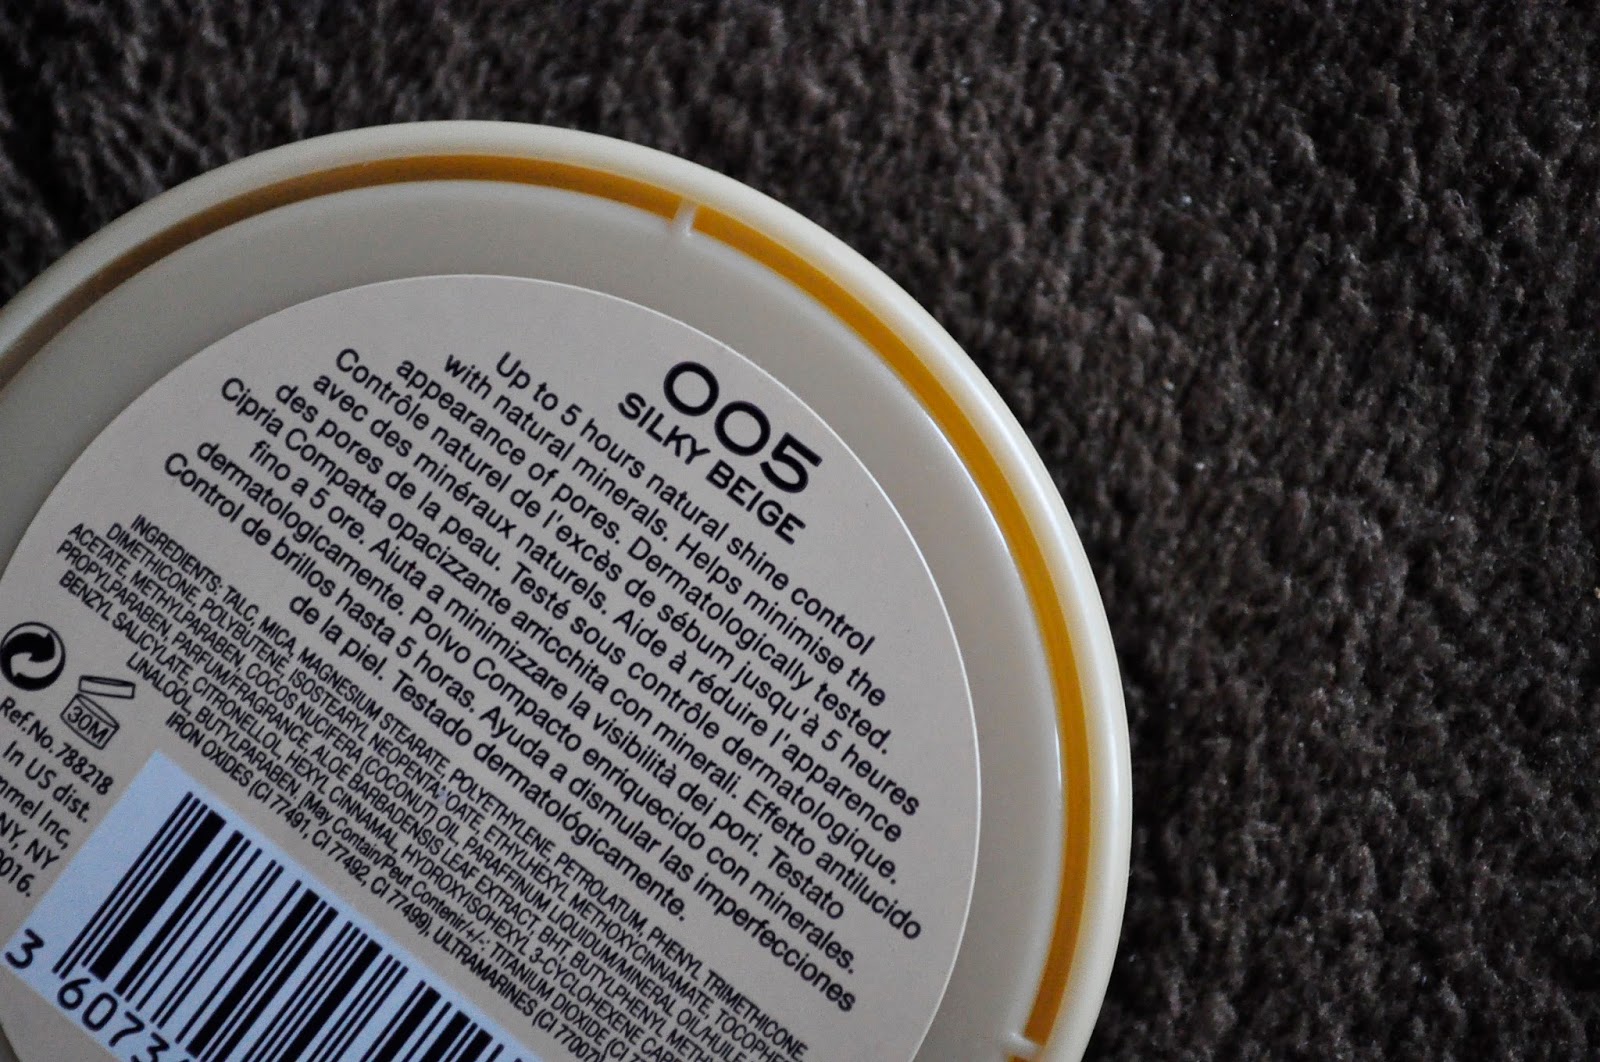 005
SILKY BEIGE
Up to 5 hours natural shine control
with natural minerals. Helps minimise the
appearance of pores. Dermatologically tested.
Contrôle naturel de l'excès de sébum jusqu'à 5 heures
avec des minéraux naturels. Aide à réduire l'apparence
des pores de la peau. Testé sous contrôle dermatologique.
Cipria Compatta opacizzante arricchita con minerali. Effetto antilucido
fino a 5 ore. Aiuta a minimizzare la visibilità dei pori. Testato
dermatologicamente. Polvo Compacto enriquecido con minerales.
Control de brillos hasta 5 horas. Ayuda a dismular las imperfecciones
de la piel. Testado dermatológicamente.
INGREDIENTS: TALC, MICA, MAGNESIUM STEARATE, POLYETHYLENE, PETROLATUM, PHENYL TRIMETHICONE,
DIMETHICONE, POLYBUTENE, ISOSTEARYL NEOPENTANOATE, ETHYLHEXYL METHOXYCINNAMATE,
ACETATE, METHYLPARABEN, COCOS NUCIFERA (COCONUT) OIL, PARAFFINUM LIQUIDUM/MINERAL OIL/
PROPYLPARABEN, PARFUM/FRAGRANCE, ALOE BARBADENSIS LEAF EXTRACT, BHT,
BENZYL SALICYLATE, CITRONELLOL, HEXYL CINNAMAL, HYDROXYISOHEXYL 3-CYCLOHEXENE
LINALOOL, BUTYLPARABEN, [May Contain/Peut Contenir/+/-: TITANIUM DIOXIDE
IRON OXIDES (CI 77491, CI 77492, CI 77499), ULTRAMARINES (CI 77007)
30M
Ref.No. 788218
In US dist.
Inc,
NY, NY
3 60734